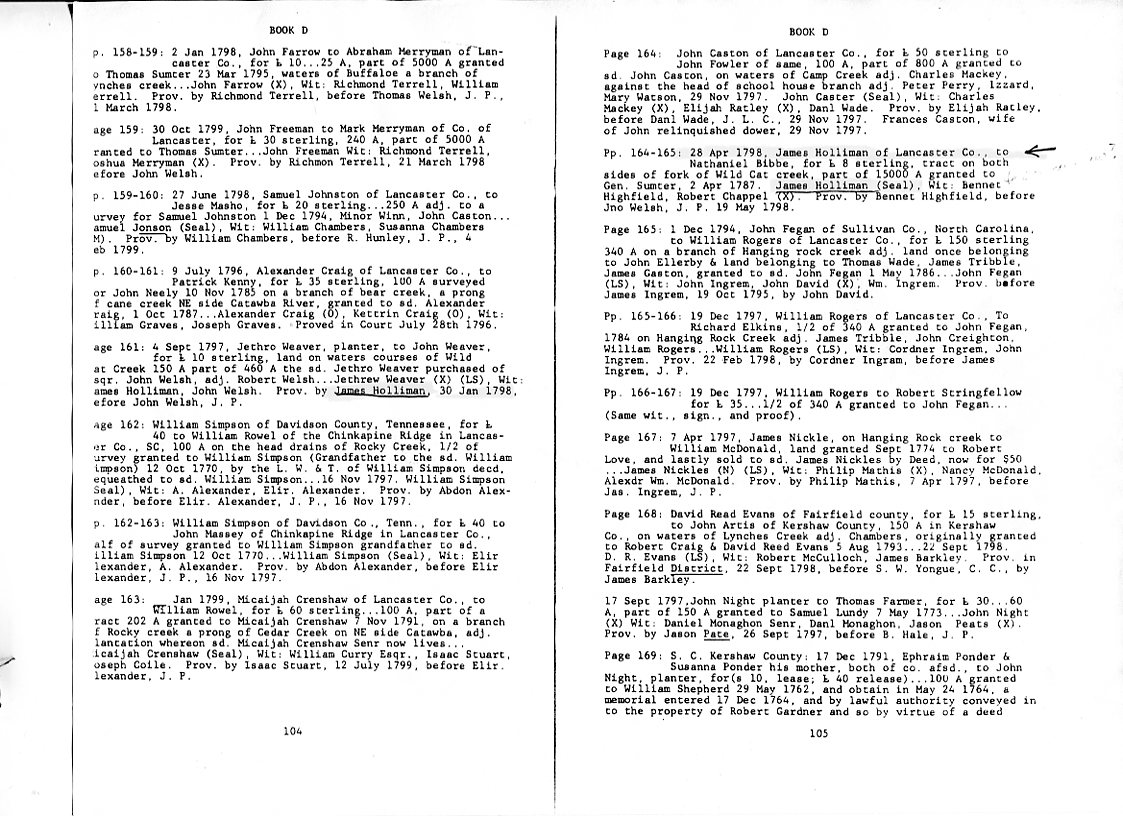 BOOK D
p. 158-159: 2 Jan 1798, John Farrow to Abraham Merryman of Lan-
caster Co., for Ł 10...25 A, part of 5000 A granted
o Thomas Sumter 23 Mar 1795, waters of Buffaloe a branch of
ynches creek...John Farrow (X), Wit: Richmond Terrell, William
errell. Prov. by Richmond Terrell, before Thomas Welsh, J. P.,
1 March 1798.
age 159: 30 Oct 1799, John Freeman to Mark Merryman of Co. of
Lancaster, for Ł 30 sterling, 240 A, part of 5000 A
ranted to Thomas Sumter...John Freeman Wit: Richmond Terrell,
oshua Merryman (X). Prov. by Richmon Terrell, 21 March 1798
efore John Welsh.
p. 159-160: 27 June 1798, Samuel Johnston of Lancaster Co., to
Jesse Masho, for Ł 20 sterling...250 A adj. to a
urvey for Samuel Johnston 1 Dec 1794, Minor Winn, John Caston...
amuel Jonson (Seal), Wit: William Chambers, Susanna Chambers
M). Prov. by William Chambers, before R. Hunley, J. P., 4
eb 1799.
p. 160-161: 9 July 1796, Alexander Craig of Lancaster Co., to
Patrick Kenny, for Ł 35 sterling, 100 A surveyed
or John Neely 10 Nov 1785 on a branch of bear creek, a prong
f cane creek NE side Catawba River, granted to sd. Alexander
raig, 1 Oct 1787...Alexander Craig (O), Kettrin Craig (O), Wit:
illiam Graves, Joseph Graves. Proved in Court July 28th 1796.
age 161: 4 Sept 1797, Jethro Weaver, planter, to John Weaver,
for Ł 10 sterling, land on waters courses of Wild
at Creek 150 A part of 460 A the sd. Jethro Weaver purchased of
sqr. John Welsh, adj. Robert Welsh...Jethrew Weaver (X) (LS), Wit:
ames Holliman, John Welsh. Prov. by James Holliman, 30 Jan 1798,
efore John Welsh, J. P.
age 162: William Simpson of Davidson County, Tennessee, for Ł
40 to William Rowel of the Chinkapine Ridge in Lancas-
er Co., SC, 100 A on the head drains of Rocky Creek, 1/2 of
urvey granted to William Simpson (Grandfather to the sd. William
impson) 12 Oct 1770, by the L. W. & T. of William Simpson decd,
equeathed to sd. William Simpson...16 Nov 1797. William Simpson
Seal), Wit: A. Alexander, Elir. Alexander. Prov. by Abdon Alex-
nder, before Elir. Alexander, J. P., 16 Nov 1797.
p. 162-163: William Simpson of Davidson Co., Tenn., for Ł 40 to
John Massey of Chinkapine Ridge in Lancaster Co.,
alf of survey granted to William Simpson grandfather to sd.
illiam Simpson 12 Oct 1770...William Simpson (Seal), Wit: Elir
lexander, A. Alexander. Prov. by Abdon Alexander, before Elir
lexander, J. P., 16 Nov 1797.
age 163: Jan 1799, Micaijah Crenshaw of Lancaster Co., to
William Rowel, for Ł 60 sterling...100 A, part of a
ract 202 A granted to Micaijah Crenshaw 7 Nov 1791, on a branch
f Rocky creek a prong of Cedar Creek on NE side Catawba, adj.
lantation whereon sd. Micaijah Crenshaw Senr now lives...
icaijah Crenshaw (Seal), Wit: William Curry Esqr., Isaac Stuart,
oseph Coile. Prov. by Isaac Stuart, 12 July 1799, before Elir.
lexander, J. P.
104
BOOK D
Page 164: John Caston of Lancaster Co., for Ł 50 sterling to
John Fowler of same, 100 A, part of 800 A granted to
sd. John Caston, on waters of Camp Creek adj. Charles Mackey,
against the head of school house branch adj. Peter Perry, Izzard,
Mary Watson, 29 Nov 1797. John Caster (Seal), Wit: Charles
Mackey (X), Elijah Ratley (X), Danl Wade. Prov. by Elijah Ratley,
before Danl Wade, J. L. C., 29 Nov 1797. Frances Caston, wife
of John relinquished dower, 29 Nov 1797.
Pp. 164-165: 28 Apr 1798, James Holliman of Lancaster Co., to
Nathaniel Bibbe, for Ł 8 sterling, tract on both
sides of fork of Wild Cat creek, part of 15000 A granted to
Gen. Sumter, 2 Apr 1787. James Holliman (Seal), Wit: Bennet
Highfield, Robert Chappel (X). Prov. by Bennet Highfield, before
Jno Welsh, J. P. 19 May 1798.
Page 165: 1 Dec 1794, John Fegan of Sullivan Co., North Carolina,
to William Rogers of Lancaster Co., for Ł 150 sterling
340 A on a branch of Hanging rock creek adj. land once belonging
to John Ellerby & land belonging to Thomas Wade, James Tribble,
James Gaston, granted to sd. John Fegan 1 May 1786...John Fegan
(LS), Wit: John Ingrem, John David (X), Wm. Ingrem. Prov. before
James Ingrem, 19 Oct 1795, by John David.
Pp. 165-166: 19 Dec 1797, William Rogers of Lancaster Co., To
Richard Elkins, 1/2 of 340 A granted to John Fegan,
1784 on Hanging Rock Creek adj. James Tribble, John Creighton,
William Rogers...William Rogers (LS), Wit: Cordner Ingrem, John
Ingrem. Prov. 22 Feb 1798, by Cordner Ingrem, before James
Ingrem, J. P.
Pp. 166-167: 19 Dec 1797, William Rogers to Robert Stringfellow
for Ł 35...1/2 of 340 A granted to John Fegan...
(Same wit., sign., and proof).
Page 167: 7 Apr 1797, James Nickle, on Hanging Rock creek to
William McDonald, land granted Sept 1774 to Robert
Love, and lastly sold to sd. James Nickles by Deed, now for $50
...James Nickles (N) (LS), Wit: Philip Mathis (X), Nancy McDonald,
Alexdr Wm. McDonald. Prov. by Philip Mathis, 7 Apr 1797, before
Jas. Ingrem, J. P.
Page 168: David Read Evans of Fairfield county, for Ł 15 sterling,
to John Artis of Kershaw County, 150 A in Kershaw
Co., on waters of Lynches Creek adj. Chambers, originally granted
to Robert Craig & David Reed Evans 5 Aug 1793...22 Sept 1798.
D. R. Evans (LS), Wit: Robert McCulloch, James Barkley. Prov. in
Fairfield District, 22 Sept 1798, before S. W. Yongue, C. C., by
James Barkley.
17 Sept 1797,John Night planter to Thomas Farmer, for Ł 30...60
A, part of 150 A granted to Samuel Lundy 7 May 1773...John Night
(X) Wit: Daniel Monaghon Senr, Danl Monaghon, Jason Peats (X).
Prov. by Jason Pate, 26 Sept 1797, before B. Hale, J. P.
Page 169: S. C. Kershaw County: 17 Dec 1791, Ephraim Ponder &
Susanna Ponder his mother, both of co. afsd., to John
Night, planter, for(s 10, lease; Ł 40 release)...100 A granted
to William Shepherd 29 May 1762, and obtain in May 24 1764, a
memorial entered 17 Dec 1764, and by lawful authority conveyed in
to the property of Robert Gardner and so by virtue of a deed
105